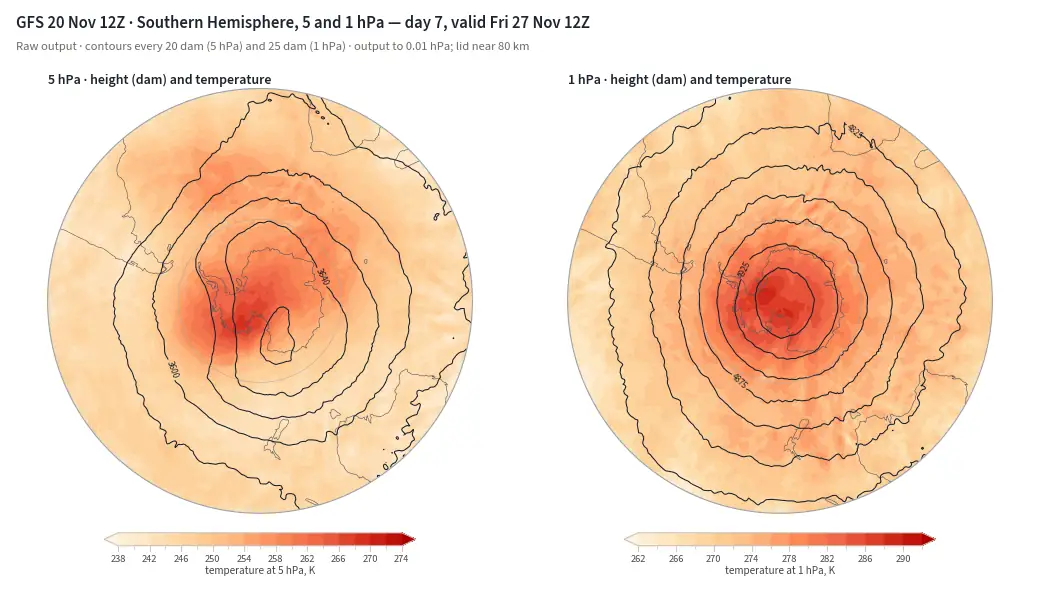 GFS 20 Nov 12Z · Southern Hemisphere, 5 and 1 hPa — day 7, valid Fri 27 Nov 12Z
Raw output · contours every 20 dam (5 hPa) and 25 dam (1 hPa) · output to 0.01 hPa; lid near 80 km
5 hPa · height (dam) and temperature
1 hPa · height (dam) and temperature
3640
3600
4825
4925
4875
238 242 246 250 254 258 262 266 270 274
temperature at 5 hPa, K
262 266 270 274 278 282 286 290
temperature at 1 hPa, K